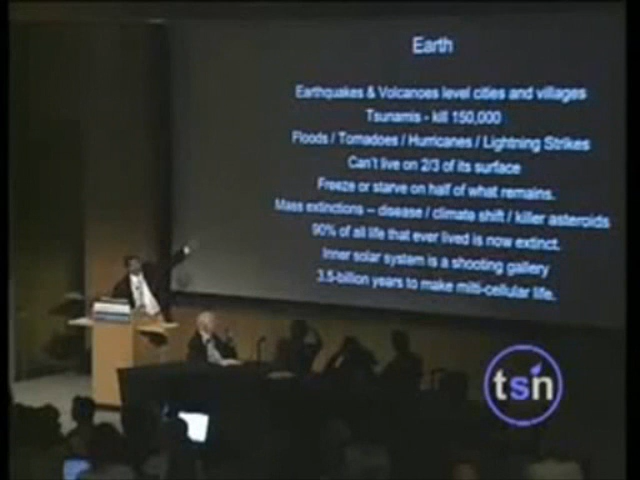 Earth
Earthquakes & Volcanoes level cities and villages
Tsunamis - kill 150,000
Floods / Tornadoes / Hurricanes / Lightning Strikes
Can't live on 2/3 of its surface
Freeze or starve on half of what remains.
Mass extinctions – disease / climate shift / killer asteroids
90% of all life that ever lived is now extinct.
Inner solar system is a shooting gallery
3.5-billion years to make milti-cellular life.
tsn